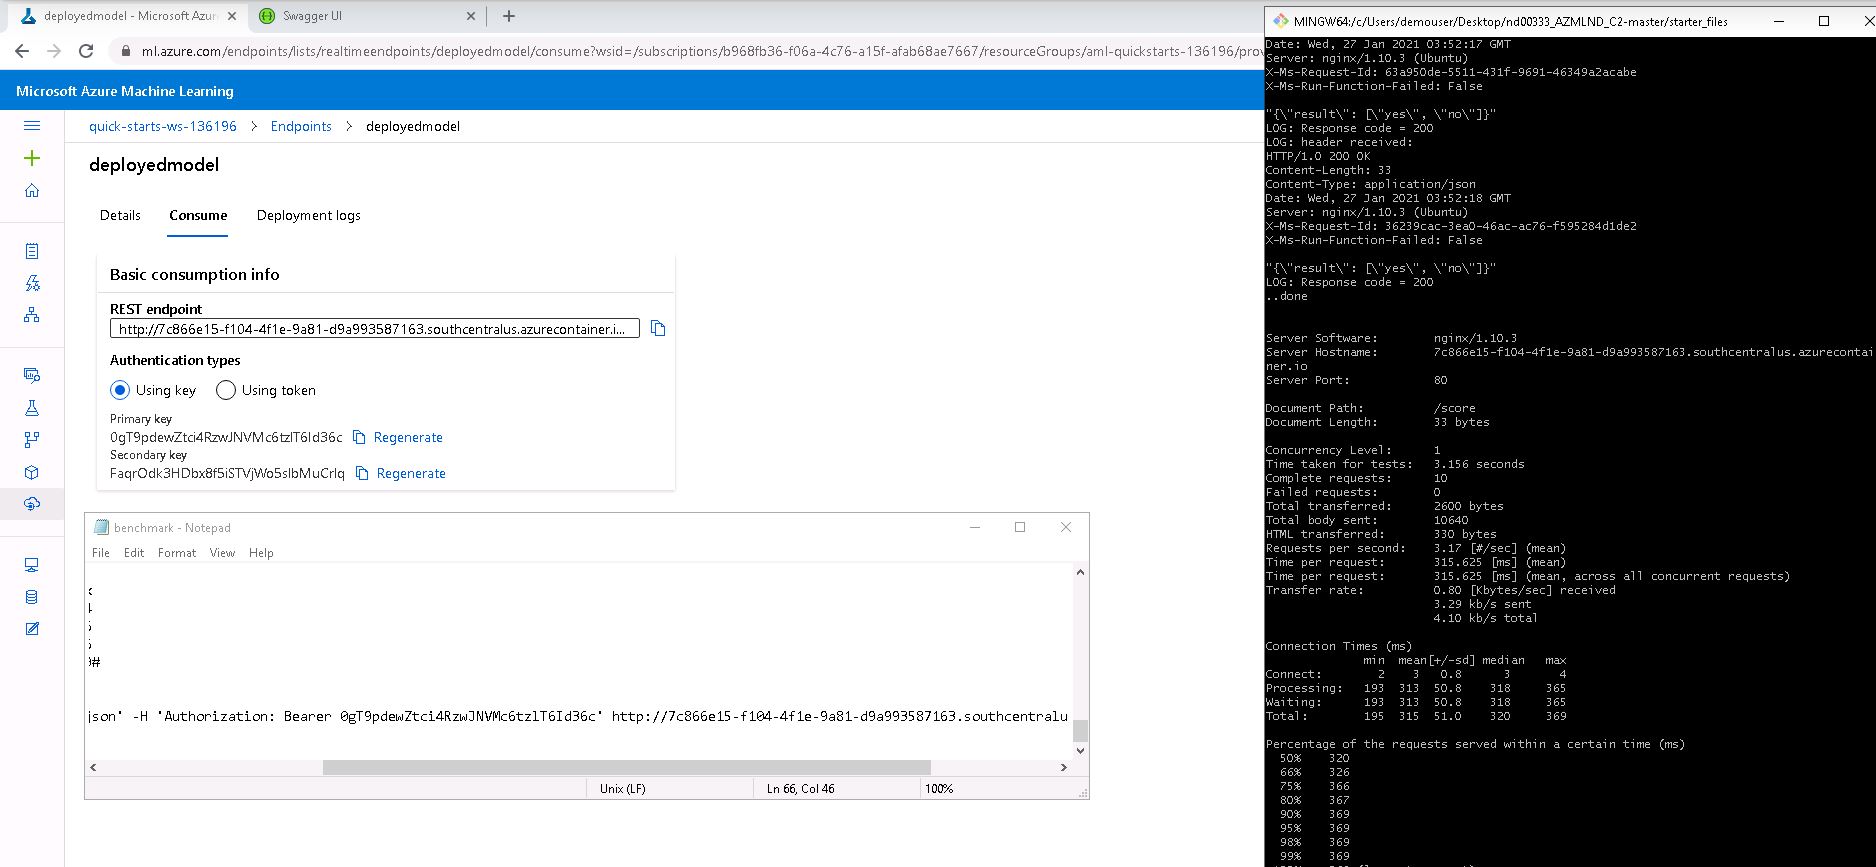 deployedmodel - Microsoft Azur
Swagger UI
ml.azure.com/endpoints/lists/realtimeendpoints/deployedmodel/consume?wsid=/subscriptions/b968fb36-f06a-4c76-a15f-afab68ae7667/resourceGroups/aml-quickstarts-136196/prov
Microsoft Azure Machine Learning
quick-starts-ws-136196 > Endpoints > deployedmodel
deployedmodel
Details Consume Deployment logs
Basic consumption info
REST endpoint
http://7c866e15-f104-4f1e-9a81-d9a993587163.southcentralus.azurecontainer.i...
Authentication types
Using key Using token
Primary key
0gT9pdewZtci4RzwJNVMc6tzlT6Id36c Regenerate
Secondary key
FaqrOdk3HDbx8f5iSTVjWo5slbMuCrIq Regenerate
benchmark - Notepad
File Edit Format View Help
#
json' -H 'Authorization: Bearer 0gT9pdewZtci4RzwJNVMc6tzlT6Id36c' http://7c866e15-f104-4f1e-9a81-d9a993587163.southcentralu
Unix (LF) Ln 66, Col 46 100%
MINGW64:/c/Users/demouser/Desktop/nd00333_AZMLND_C2-master/starter_files
Date: Wed, 27 Jan 2021 03:52:17 GMT
Server: nginx/1.10.3 (Ubuntu)
X-Ms-Request-Id: 63a950de-5511-431f-9691-46349a2acabe
X-Ms-Run-Function-Failed: False
"{\"result\": [\"yes\", \"no\"]}"
LOG: Response code = 200
LOG: header received:
HTTP/1.0 200 OK
Content-Length: 33
Content-Type: application/json
Date: Wed, 27 Jan 2021 03:52:18 GMT
Server: nginx/1.10.3 (Ubuntu)
X-Ms-Request-Id: 36239cac-3ea0-46ac-ac76-f595284d1de2
X-Ms-Run-Function-Failed: False
"{\"result\": [\"yes\", \"no\"]}"
LOG: Response code = 200
..done
Server Software: nginx/1.10.3
Server Hostname: 7c866e15-f104-4f1e-9a81-d9a993587163.southcentralus.azurecontai
ner.io
Server Port: 80
Document Path: /score
Document Length: 33 bytes
Concurrency Level: 1
Time taken for tests: 3.156 seconds
Complete requests: 10
Failed requests: 0
Total transferred: 2600 bytes
Total body sent: 10640
HTML transferred: 330 bytes
Requests per second: 3.17 [#/sec] (mean)
Time per request: 315.625 [ms] (mean)
Time per request: 315.625 [ms] (mean, across all concurrent requests)
Transfer rate: 0.80 [Kbytes/sec] received
3.29 kb/s sent
4.10 kb/s total
Connection Times (ms)
min mean[+/-sd] median max
Connect: 2 3 0.8 3 4
Processing: 193 313 50.8 318 365
Waiting: 193 313 50.8 318 365
Total: 195 315 51.0 320 369
Percentage of the requests served within a certain time (ms)
50% 320
66% 326
75% 366
80% 367
90% 369
95% 369
98% 369
99% 369